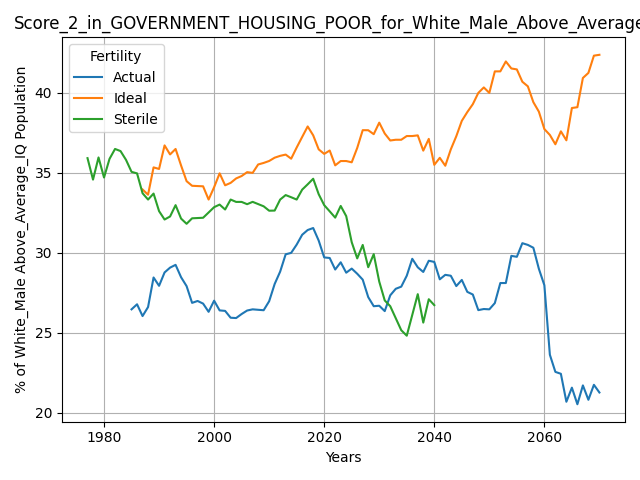 Score_2_in_GOVERNMENT_HOUSING_POOR_for_White_Male_Above_Average
Fertility
Actual
Ideal
Sterile
% of White_Male Above_Average_IQ Population
40
35
30
25
20
1980
2000
2020
2040
2060
Years